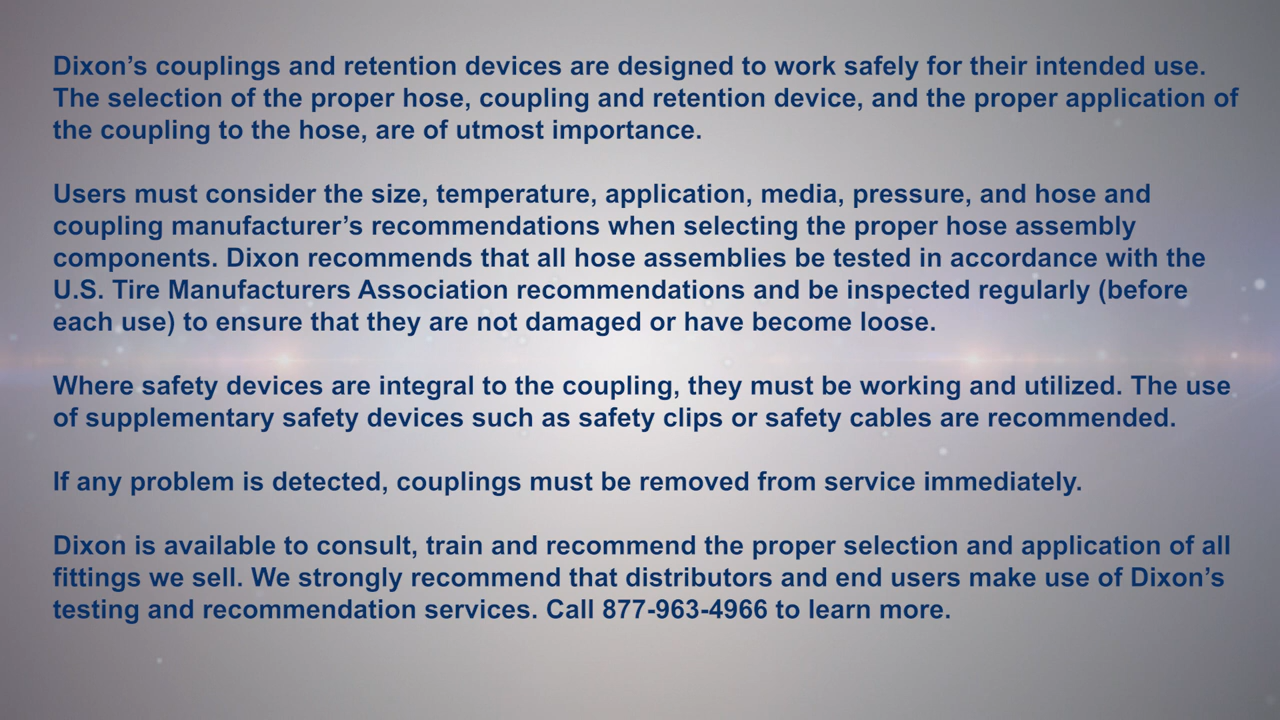 Dixon’s couplings and retention devices are designed to work safely for their intended use.
The selection of the proper hose, coupling and retention device, and the proper application of
the coupling to the hose, are of utmost importance.
Users must consider the size, temperature, application, media, pressure, and hose and
coupling manufacturer’s recommendations when selecting the proper hose assembly
components. Dixon recommends that all hose assemblies be tested in accordance with the
U.S. Tire Manufacturers Association recommendations and be inspected regularly (before
each use) to ensure that they are not damaged or have become loose.
Where safety devices are integral to the coupling, they must be working and utilized. The use
of supplementary safety devices such as safety clips or safety cables are recommended.
If any problem is detected, couplings must be removed from service immediately.
Dixon is available to consult, train and recommend the proper selection and application of all
fittings we sell. We strongly recommend that distributors and end users make use of Dixon’s
testing and recommendation services. Call 877-963-4966 to learn more.